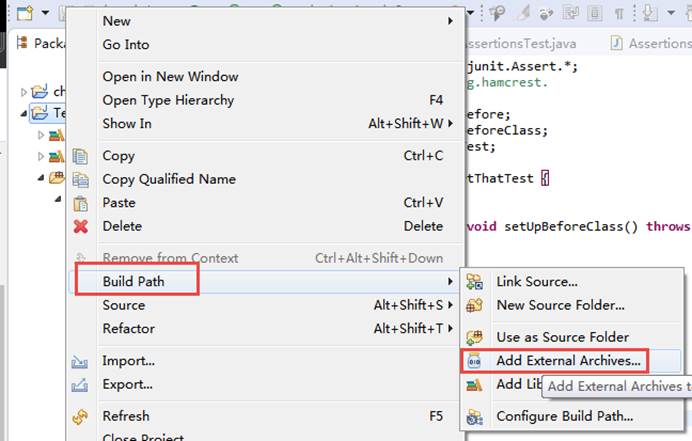 Packa
New
Go Into
Open in New Window
Open Type Hierarchy F4
Show In Alt+Shift+W
Copy Ctrl+C
Copy Qualified Name
Paste Ctrl+V
Delete Delete
Remove from Context Ctrl+Alt+Shift+Down
Build Path
Source Alt+Shift+S
Refactor Alt+Shift+T
Import...
Export...
Refresh F5
Close Project
ch
Te
AssertionsTest.java
Assertions
junit.Assert.*;
g.hamcrest.
efore;
eforeClass;
est;
tThatTest {
void setUpBeforeClass() throws
Link Source...
New Source Folder...
Use as Source Folder
Add External Archives...
Add Lib
Add External Archives to
Configure Build Path...